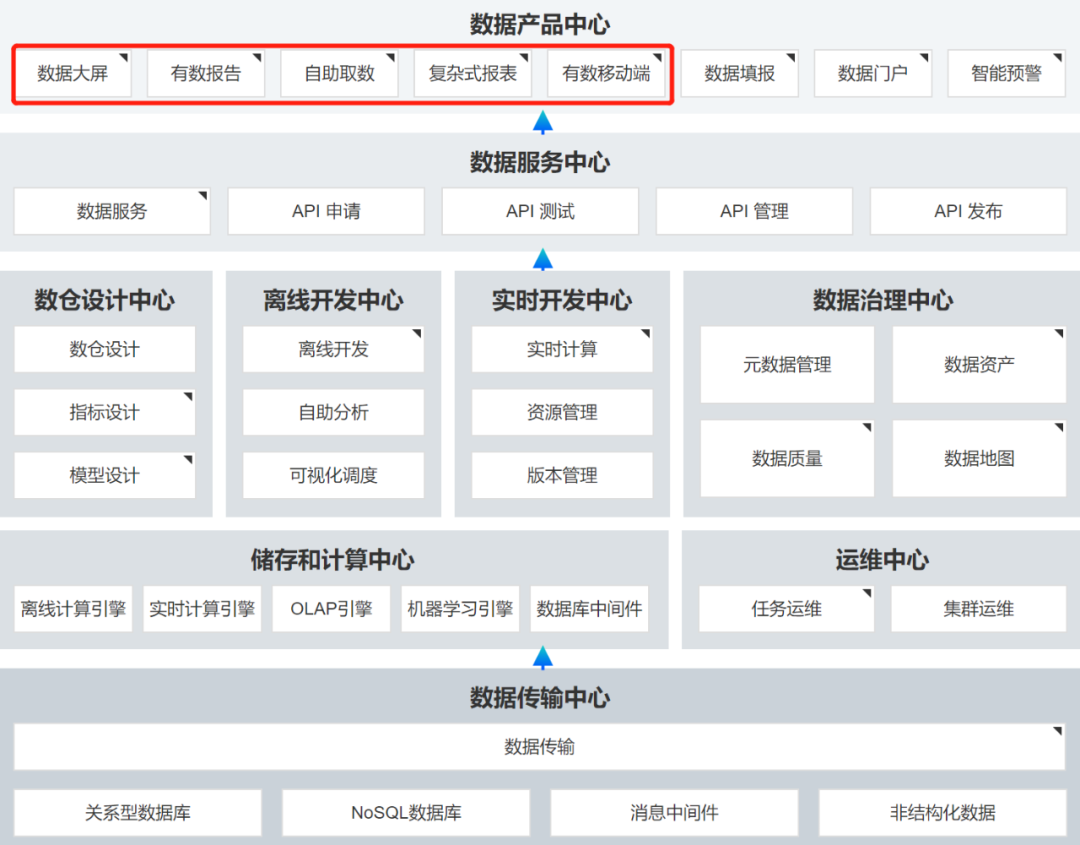 数据产品中心
数据大屏
有数报告
自助取数
复杂式报表
有数移动端
数据填报
数据门户
智能预警
数据服务中心
数据服务
API 申请
API 测试
API 管理
API 发布
数仓设计中心
数仓设计
指标设计
模型设计
离线开发中心
离线开发
自助分析
可视化调度
实时开发中心
实时计算
资源管理
版本管理
数据治理中心
元数据管理
数据资产
数据质量
数据地图
储存和计算中心
离线计算引擎
实时计算引擎
OLAP引擎
机器学习引擎
数据库中间件
运维中心
任务运维
集群运维
数据传输中心
数据传输
关系型数据库
NoSQL数据库
消息中间件
非结构化数据